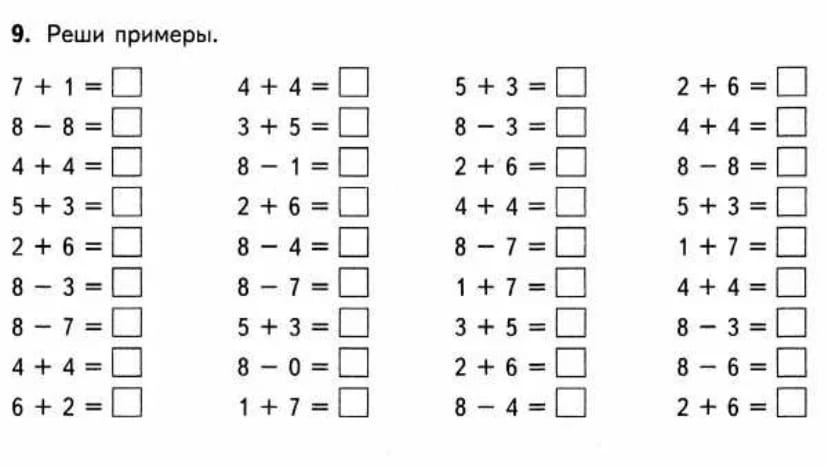 9. Реши примеры.
7 + 1 = 4 + 4 = 5 + 3 = 2 + 6 =
8 − 8 = 3 + 5 = 8 − 3 = 4 + 4 =
4 + 4 = 8 − 1 = 2 + 6 = 8 − 8 =
5 + 3 = 2 + 6 = 4 + 4 = 5 + 3 =
2 + 6 = 8 − 4 = 8 − 7 = 1 + 7 =
8 − 3 = 8 − 7 = 1 + 7 = 4 + 4 =
8 − 7 = 5 + 3 = 3 + 5 = 8 − 3 =
4 + 4 = 8 − 0 = 2 + 6 = 8 − 6 =
6 + 2 = 1 + 7 = 8 − 4 = 2 + 6 =